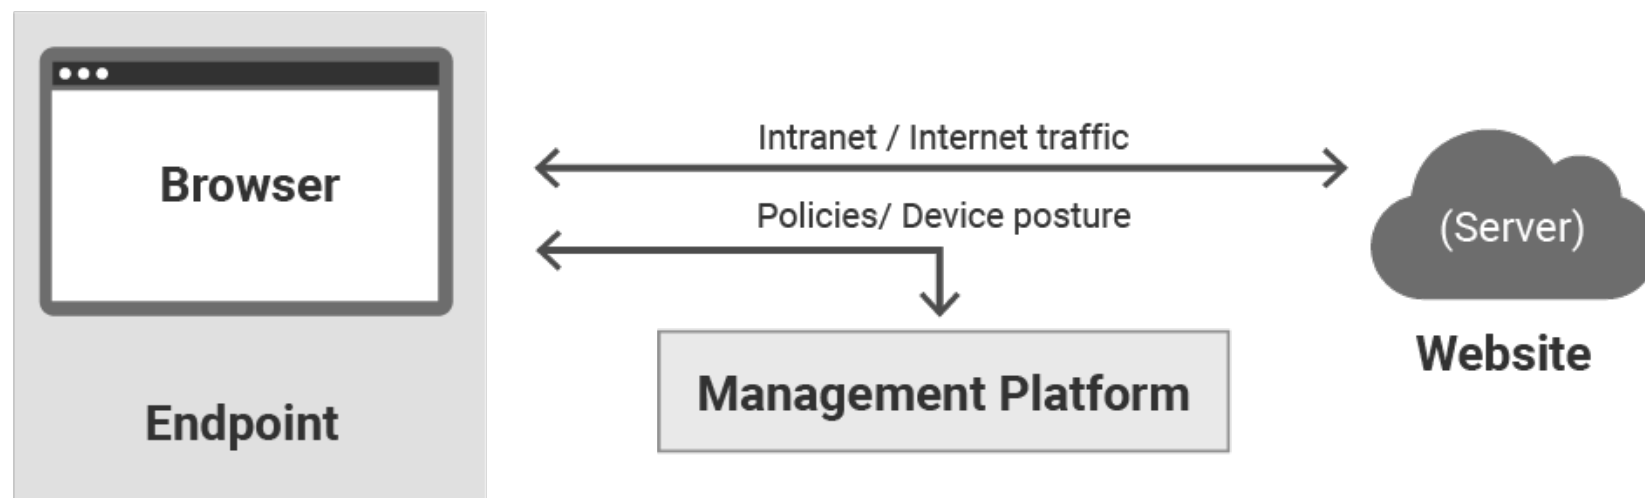 Browser
Endpoint
Intranet / Internet traffic
Policies/ Device posture
Management Platform
(Server)
Website